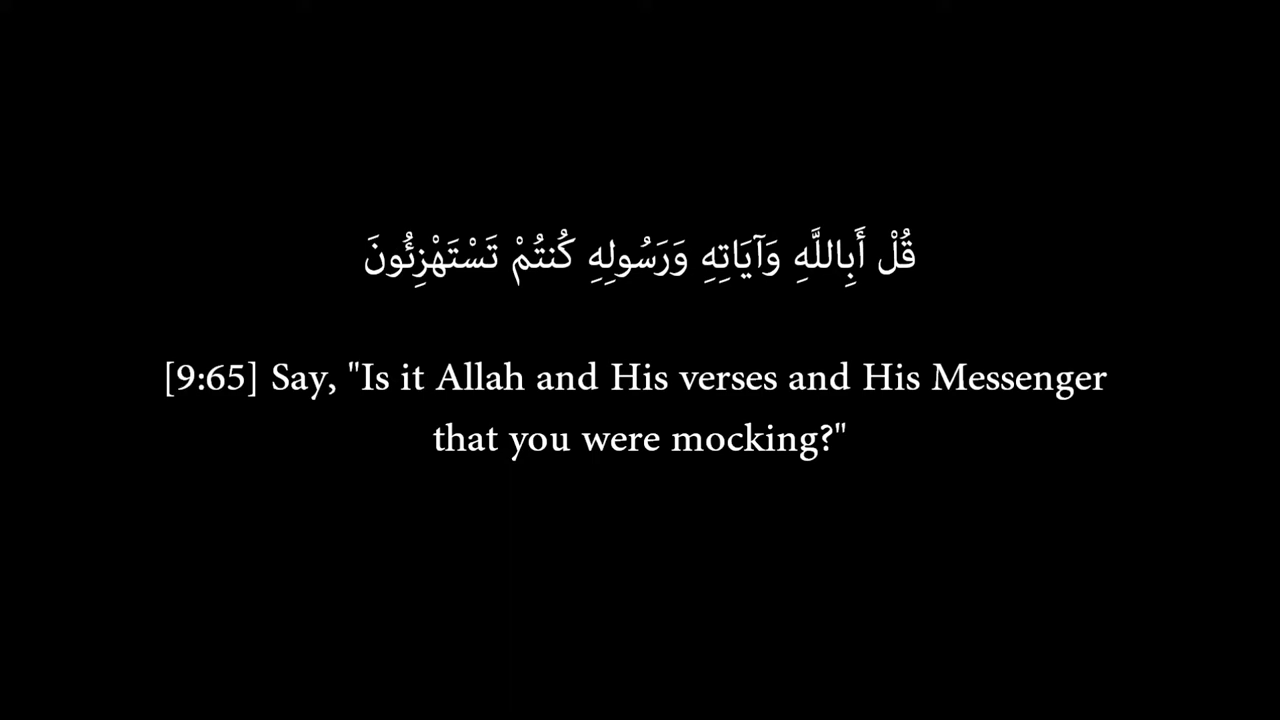 قُلْ أَبِاللَّهِ وَآيَاتِهِ وَرَسُولِهِ كُنتُمْ تَسْتَهْزِئُونَ
[9:65] Say, "Is it Allah and His verses and His Messenger
that you were mocking?"